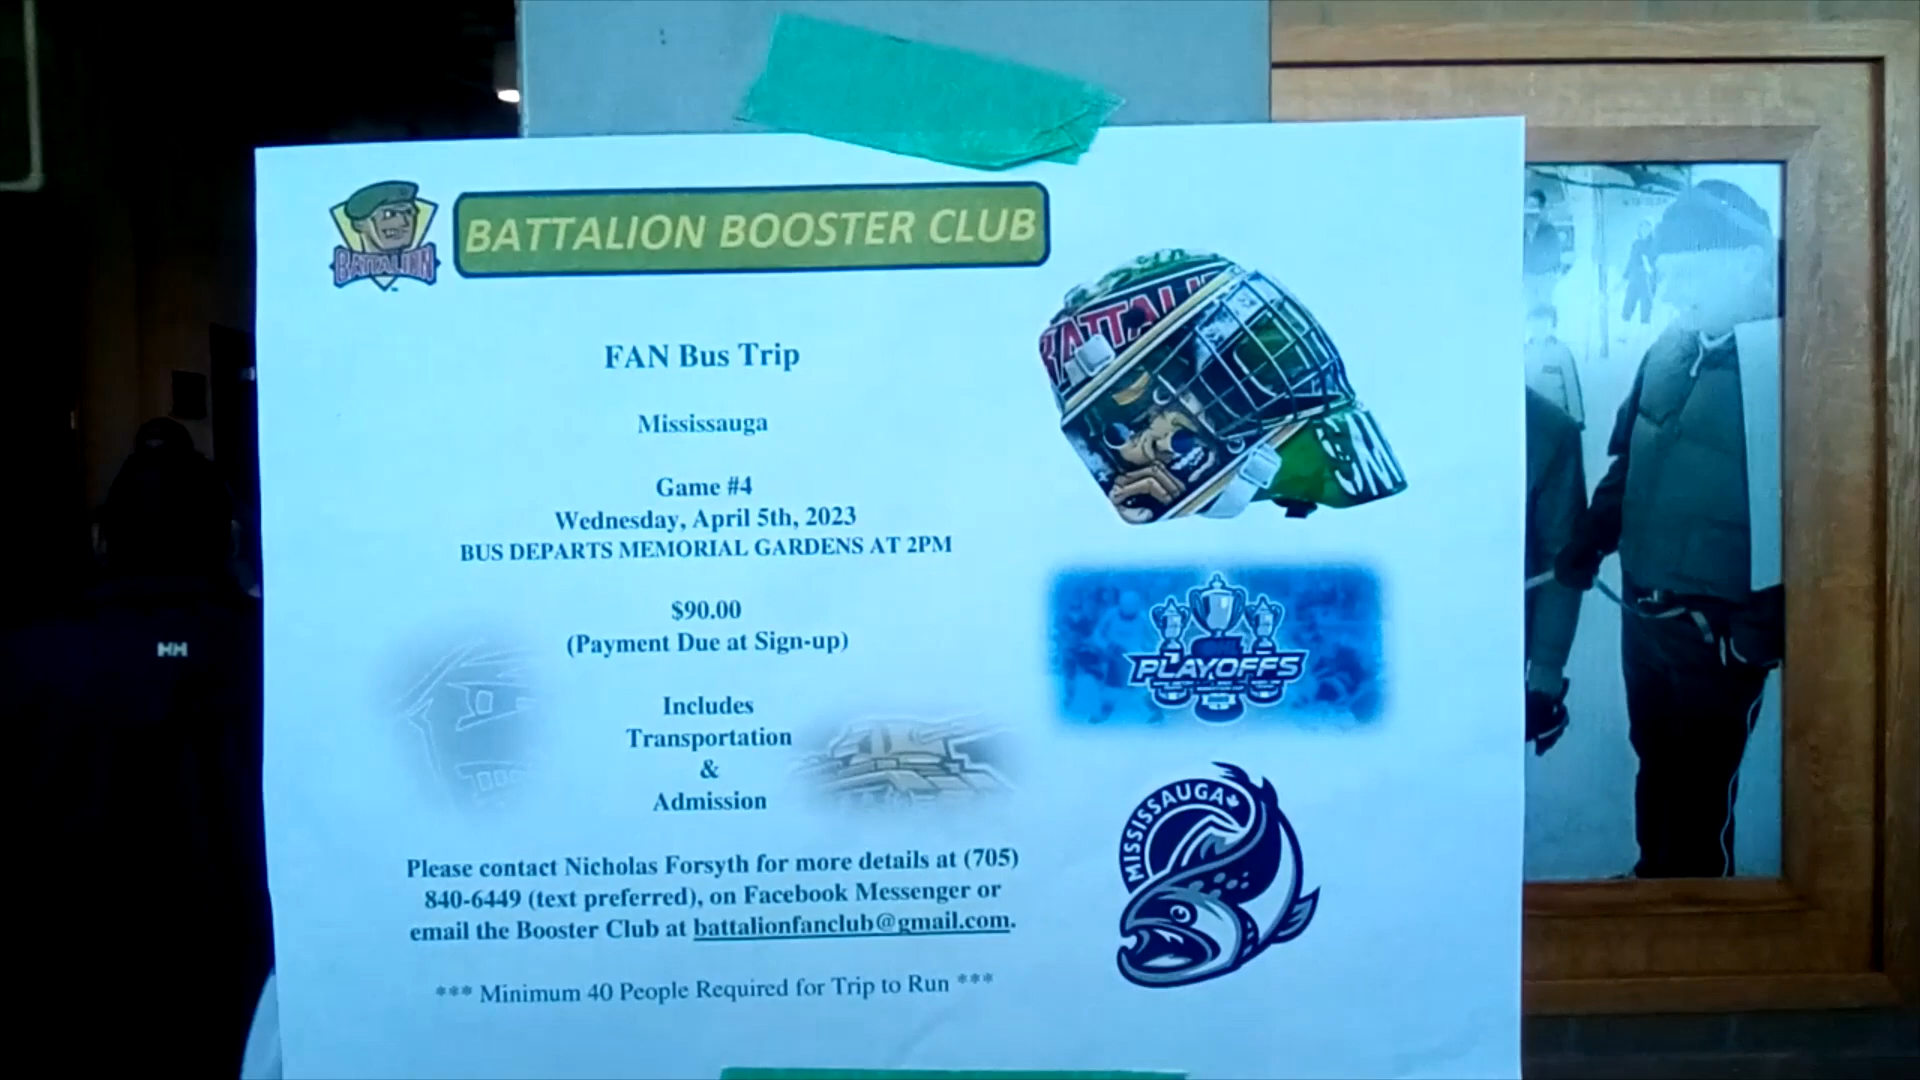 BATTALION
BATTALION BOOSTER CLUB
BATTALI
FAN Bus Trip
Mississauga
Game #4
Wednesday, April 5th, 2023
BUS DEPARTS MEMORIAL GARDENS AT 2PM
$90.00
(Payment Due at Sign-up)
Includes
Transportation
&
Admission
PLAYOFFS
MISSISSAUGA
Please contact Nicholas Forsyth for more details at (705)
840-6449 (text preferred), on Facebook Messenger or
email the Booster Club at battalionfanclub@gmail.com.
*** Minimum 40 People Required for Trip to Run ***
HH